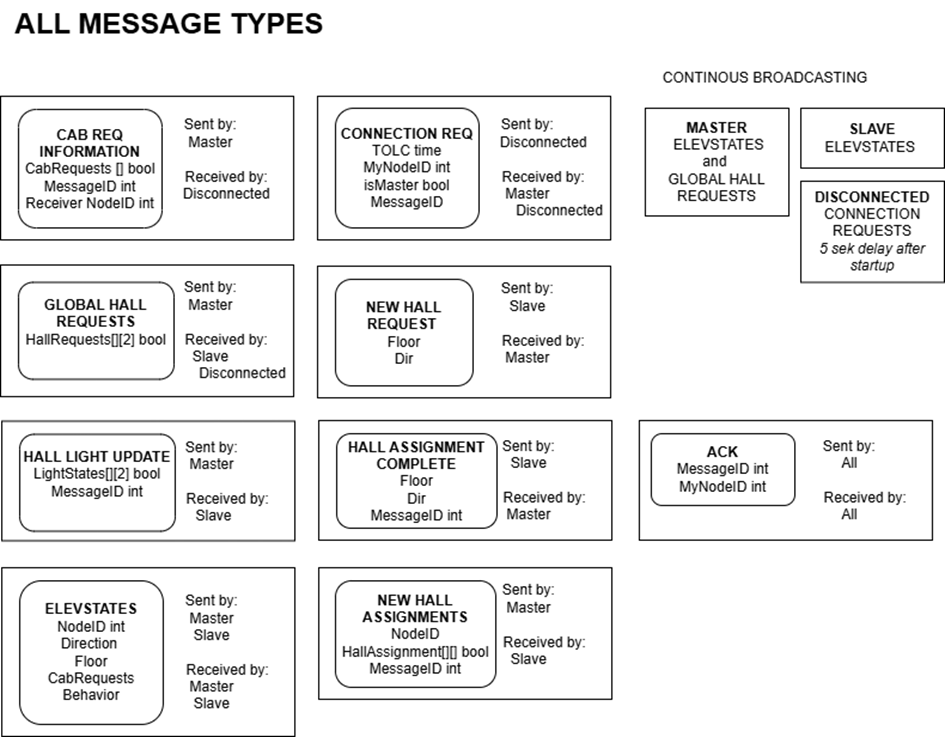 ALL MESSAGE TYPES
CONTINOUS BROADCASTING
CAB REQ
INFORMATION
CabRequests [] bool
MessageID int
Receiver NodeID int
Sent by:
Master
Received by:
Disconnected
CONNECTION REQ
TOLC time
MyNodeID int
isMaster bool
MessageID
Sent by:
Disconnected
Received by:
Master
Disconnected
MASTER
ELEVSTATES
and
GLOBAL HALL
REQUESTS
SLAVE
ELEVSTATES
DISCONNECTED
CONNECTION
REQUESTS
5 sek delay after
startup
GLOBAL HALL
REQUESTS
HallRequests[][2] bool
Sent by:
Master
Received by:
Slave
Disconnected
NEW HALL
REQUEST
Floor
Dir
Sent by:
Slave
Received by:
Master
HALL LIGHT UPDATE
LightStates[][2] bool
MessageID int
Sent by:
Master
Received by:
Slave
HALL ASSIGNMENT
COMPLETE
Floor
Dir
MessageID int
Sent by:
Slave
Received by:
Master
ACK
MessageID int
MyNodeID int
Sent by:
All
Received by:
All
ELEVSTATES
NodeID int
Direction
Floor
CabRequests
Behavior
Sent by:
Master
Slave
Received by:
Master
Slave
NEW HALL
ASSIGNMENTS
NodeID
HallAssignment[][] bool
MessageID int
Sent by:
Master
Received by:
Slave